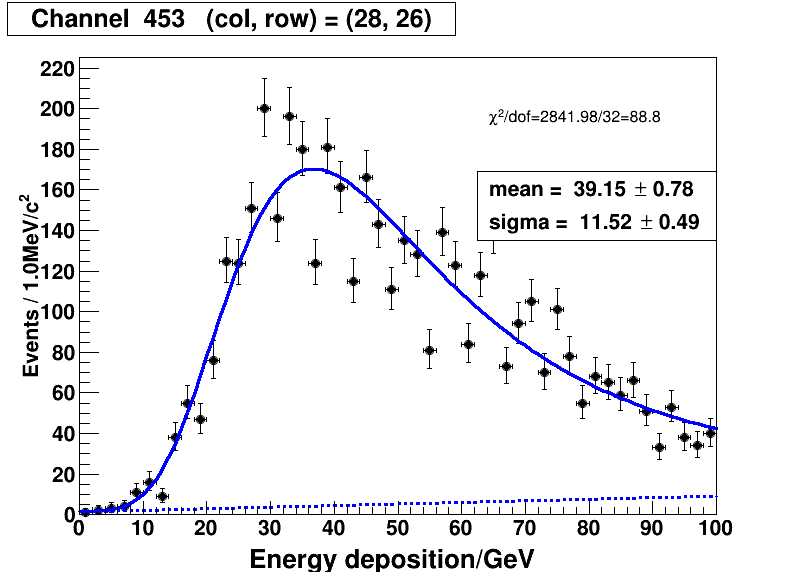 Channel 453 (col, row) = (28, 26)
220
200
180
160
140
120
100
80
60
40
20
0
Events / 1.0MeV/c²
χ²/dof=2841.98/32=88.8
mean = 39.15 ± 0.78
sigma = 11.52 ± 0.49
0 10 20 30 40 50 60 70 80 90 100
Energy deposition/GeV